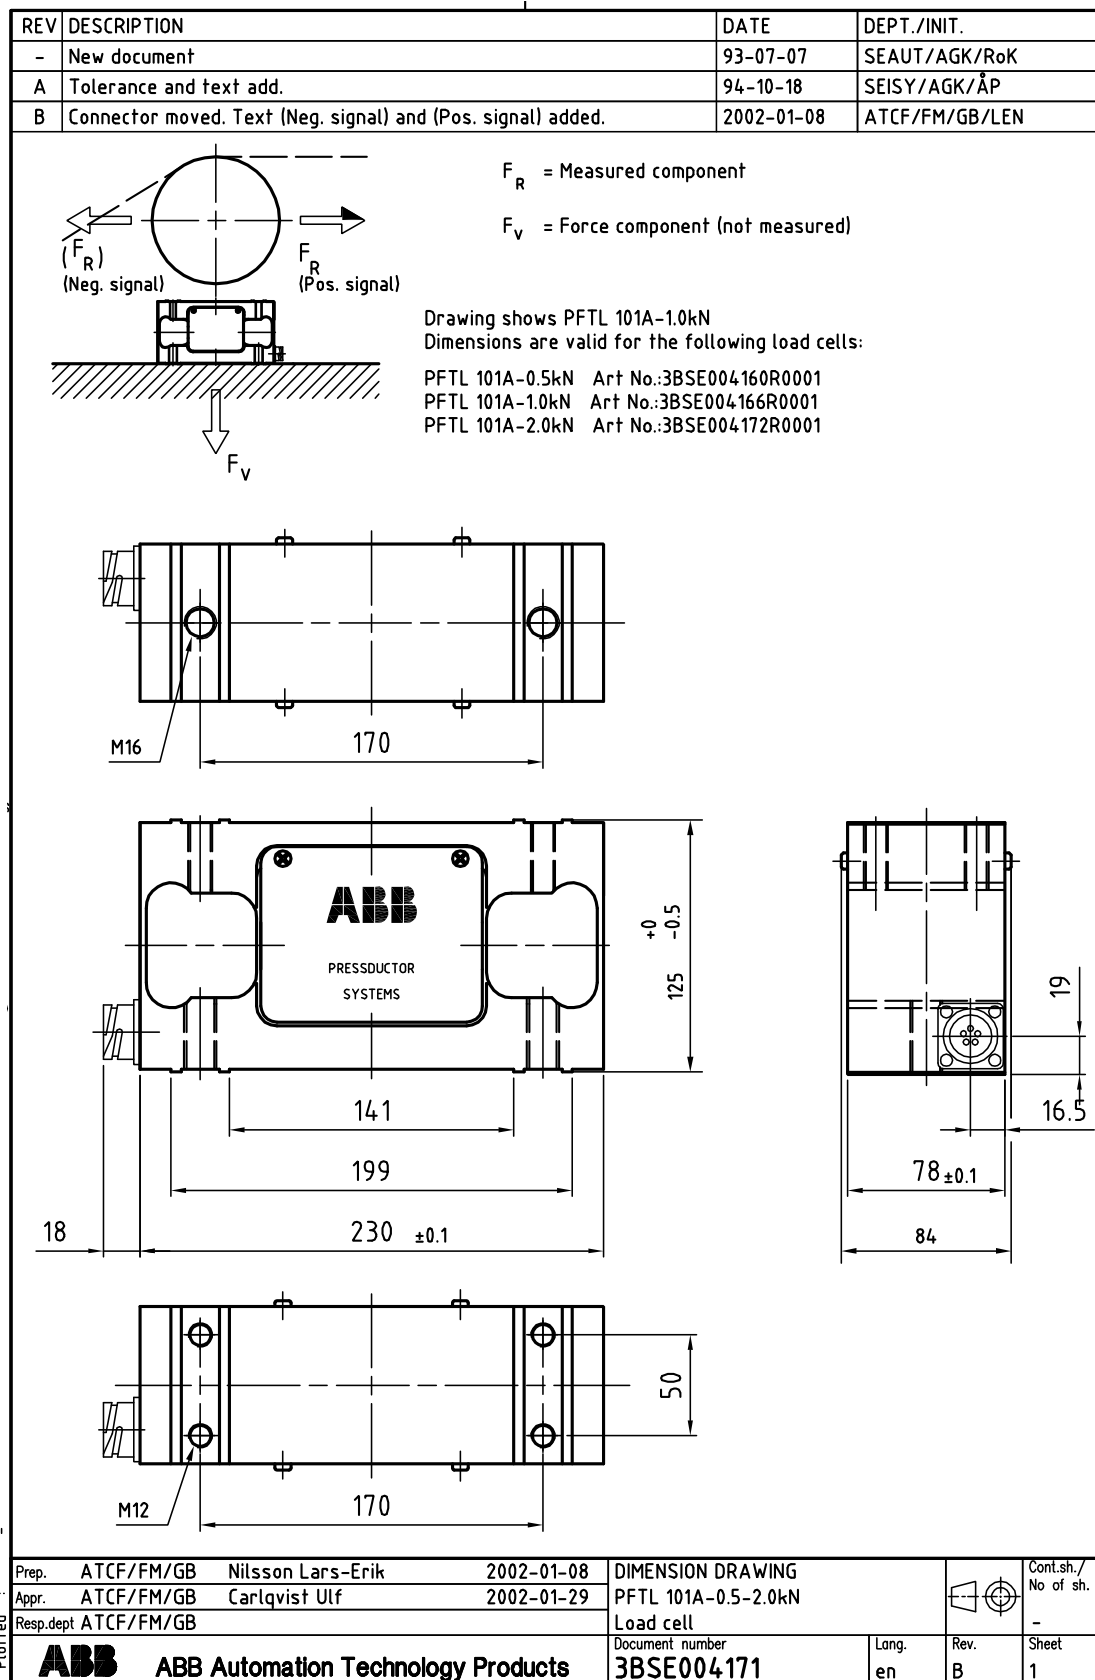 REV DESCRIPTION DATE DEPT./INIT.
- New document 93-07-07 SEAUT/AGK/RoK
A Tolerance and text add. 94-10-18 SEISY/AGK/ÅP
B Connector moved. Text (Neg. signal) and (Pos. signal) added. 2002-01-08 ATCF/FM/GB/LEN
FR = Measured component
FV = Force component (not measured)
(FR)
(Neg. signal)
FR
(Pos. signal)
Drawing shows PFTL 101A-1.0kN
Dimensions are valid for the following load cells:
PFTL 101A-0.5kN Art No.:3BSE004160R0001
PFTL 101A-1.0kN Art No.:3BSE004166R0001
PFTL 101A-2.0kN Art No.:3BSE004172R0001
FV
M16
170
ABB
PRESSDUCTOR
SYSTEMS
125 +0 -0.5
19
141
16.5
199
78±0.1
18
230 ±0.1
84
50
M12
170
Prep. ATCF/FM/GB Nilsson Lars-Erik 2002-01-08
Appr. ATCF/FM/GB Carlqvist Ulf 2002-01-29
Resp.dept ATCF/FM/GB
DIMENSION DRAWING
PFTL 101A-0.5-2.0kN
Load cell
Cont.sh./
No of sh.
-
ABB ABB Automation Technology Products
Document number
3BSE004171
Lang.
en
Rev.
B
Sheet
1